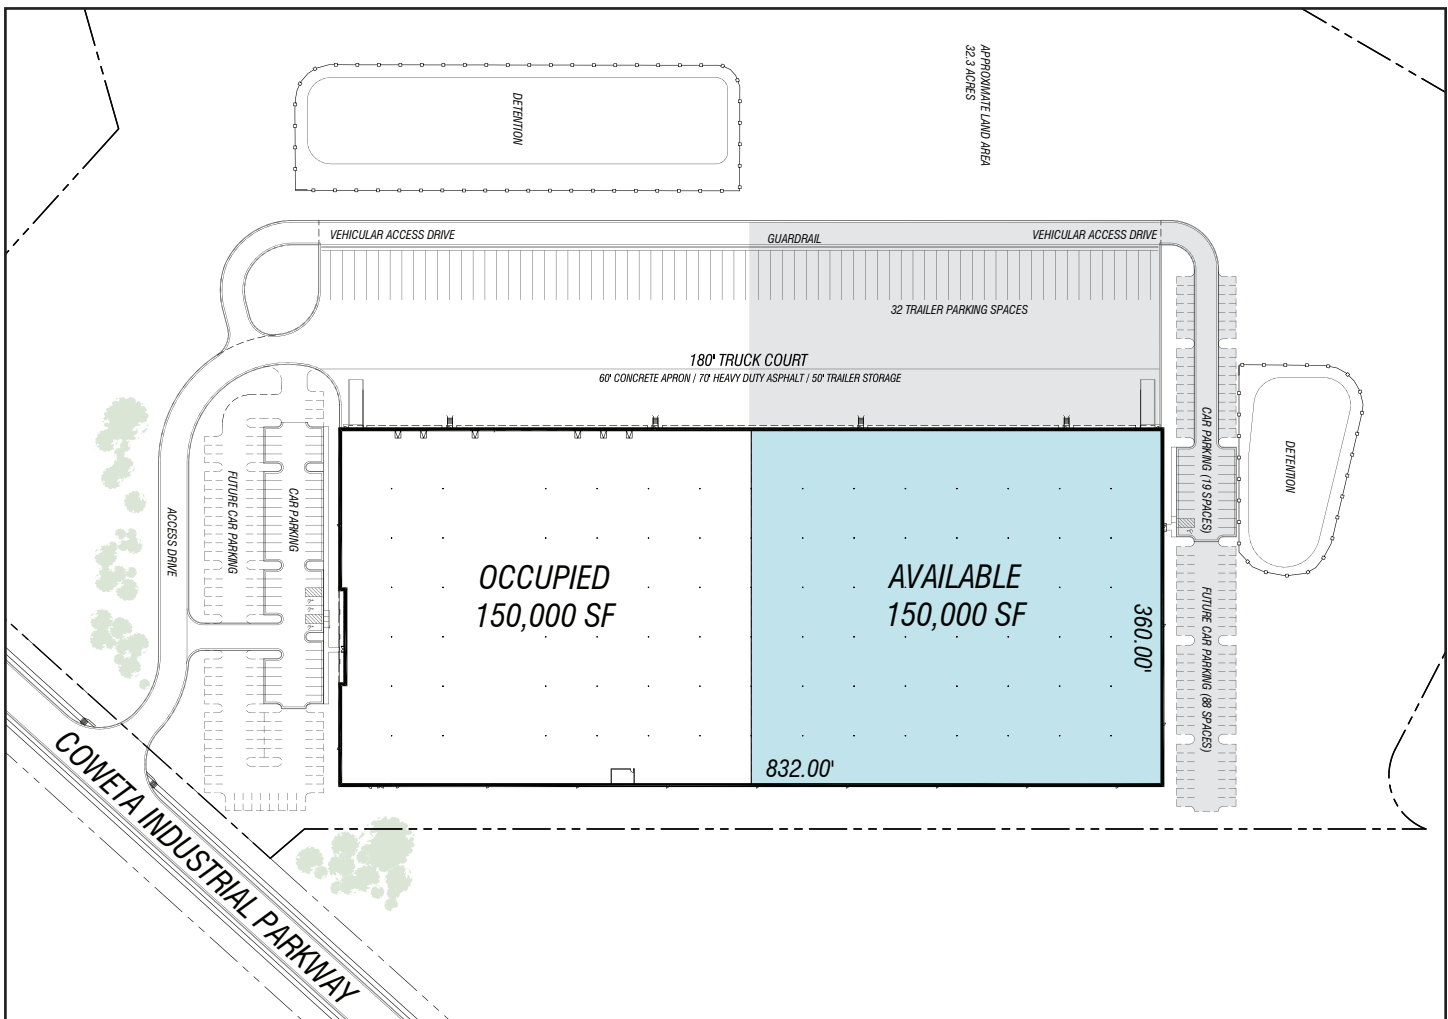 APPROXIMATE LAND AREA
32.3 ACRES
DETENTION
VEHICULAR ACCESS DRIVE
GUARDRAIL
VEHICULAR ACCESS DRIVE
32 TRAILER PARKING SPACES
180' TRUCK COURT
60' CONCRETE APRON / 70' HEAVY DUTY ASPHALT / 50' TRAILER STORAGE
ACCESS DRIVE
FUTURE CAR PARKING
CAR PARKING
OCCUPIED
150,000 SF
AVAILABLE
150,000 SF
360.00'
832.00'
CAR PARKING (19 SPACES)
FUTURE CAR PARKING (88 SPACES)
DETENTION
COWETA INDUSTRIAL PARKWAY